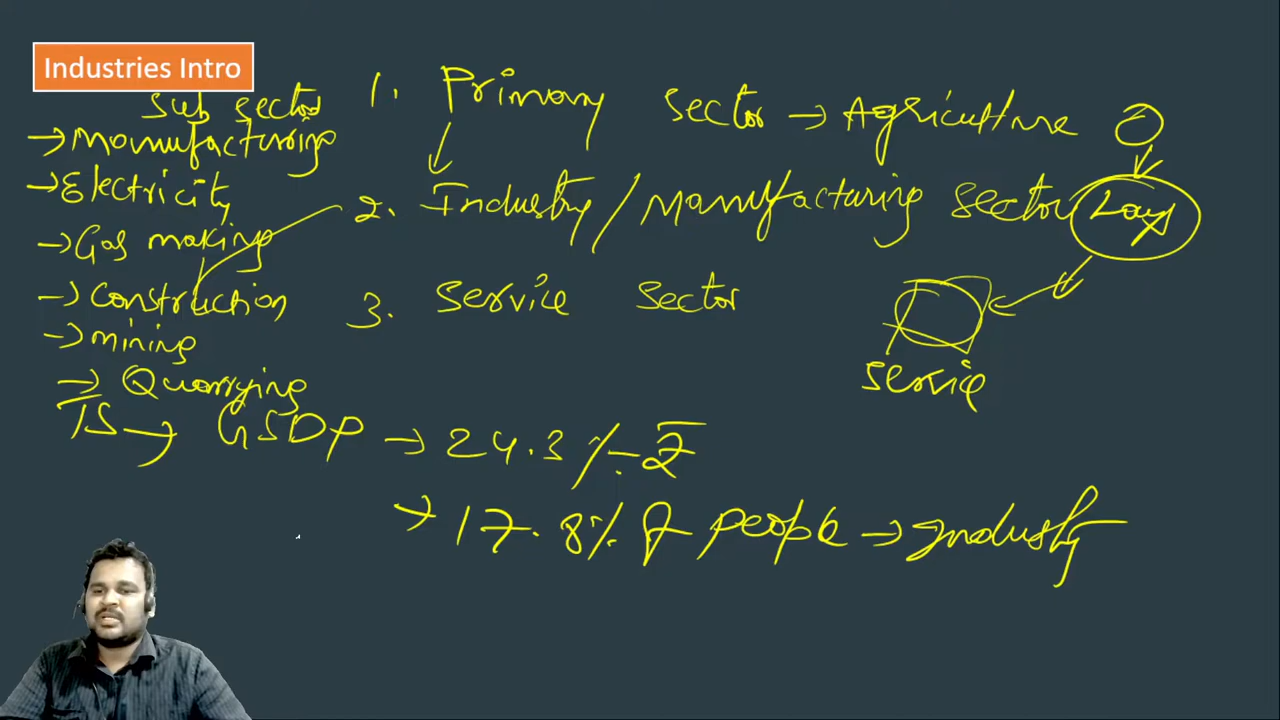 Industries Intro
Sub sector
→ Manufacturing
→ Electricity
→ Gas making
→ Construction
→ mining
→ Quarrying
1. Primary sector → Agriculture
2. Industry/Manufacturing sector
Lays
3. Service sector
Service
TS → GSDP → 24.3% - I
→ 17.8% of people → Industry